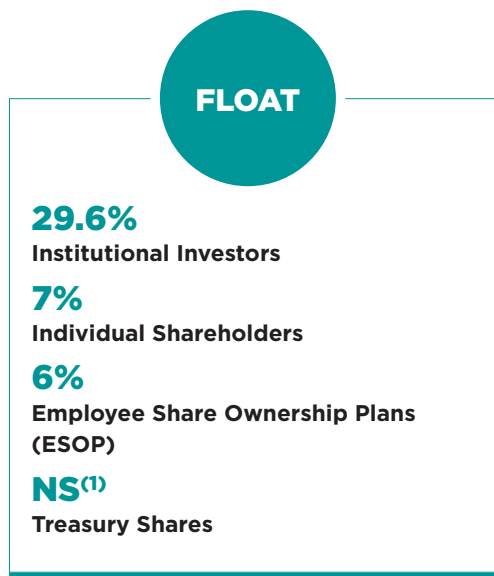 FLOAT
29.6%
Institutional Investors
7%
Individual Shareholders
6%
Employee Share Ownership Plans
(ESOP)
NS(1)
Treasury Shares